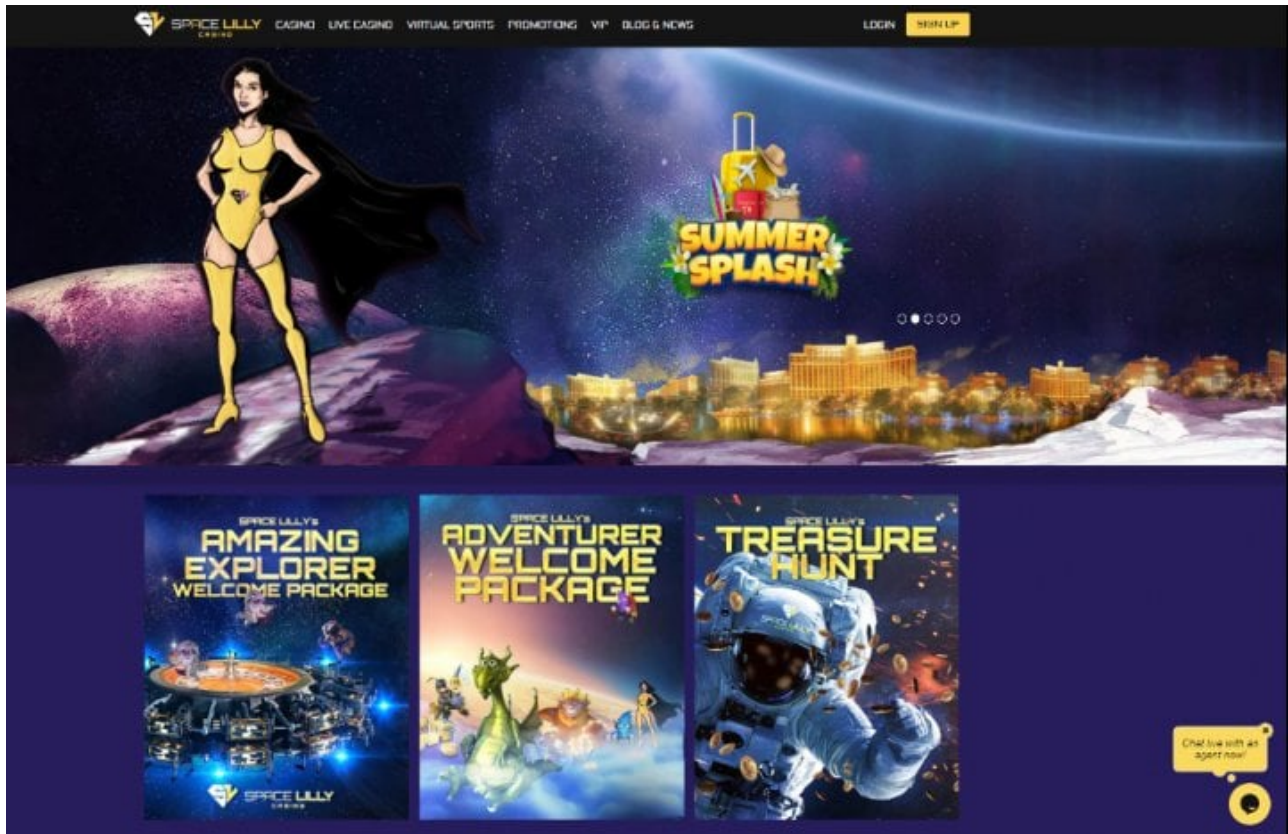 SPACE LILLY
CASINO
CASINO LIVE CASINO VIRTUAL SPORTS PROMOTIONS VIP BLOG & NEWS
LOGIN SIGN UP
SUMMER
SPLASH
SPACE LILLY's
AMAZING
EXPLORER
WELCOME PACKAGE
SPACE LILLY
CASINO
SPACE LILLY's
ADVENTURER
WELCOME
PACKAGE
SPACE LILLY's
TREASURE
HUNT
SPACE LILLY
Chat live with an
agent now!